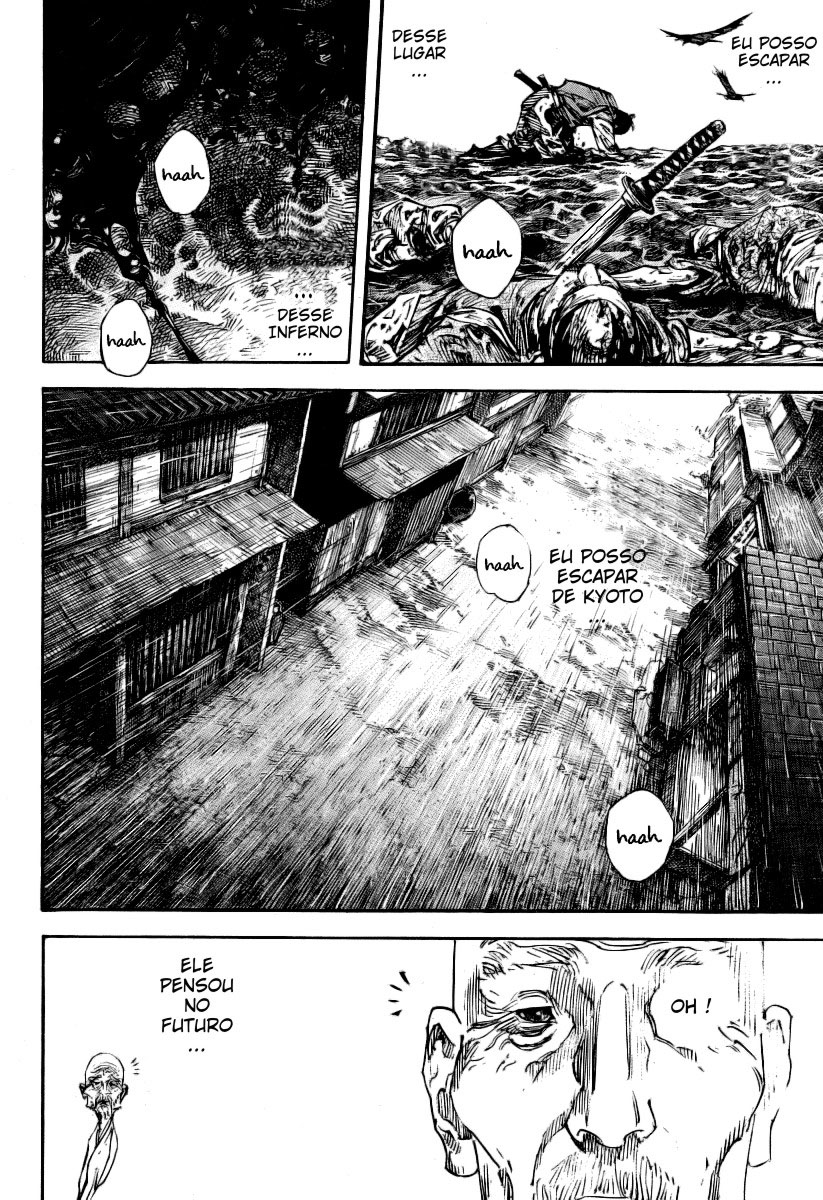 EU POSSO
ESCAPAR
...
DESSE
LUGAR
...
haah
haah
...
DESSE
INFERNO
...
haah
haah
EU POSSO
ESCAPAR
DE KYOTO
...
haah
OH !
ELE
PENSOU
NO
FUTURO
...